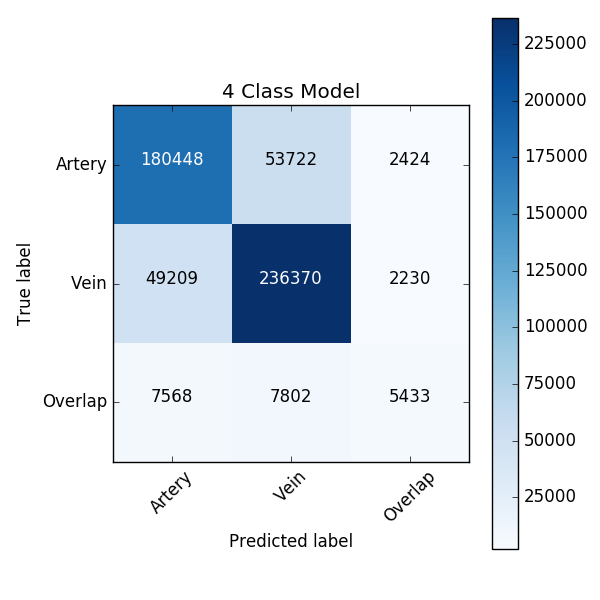 4 Class Model
Artery 180448 53722 2424
Vein 49209 236370 2230
Overlap 7568 7802 5433
Artery Vein Overlap
Predicted label
True label
225000
200000
175000
150000
125000
100000
75000
50000
25000